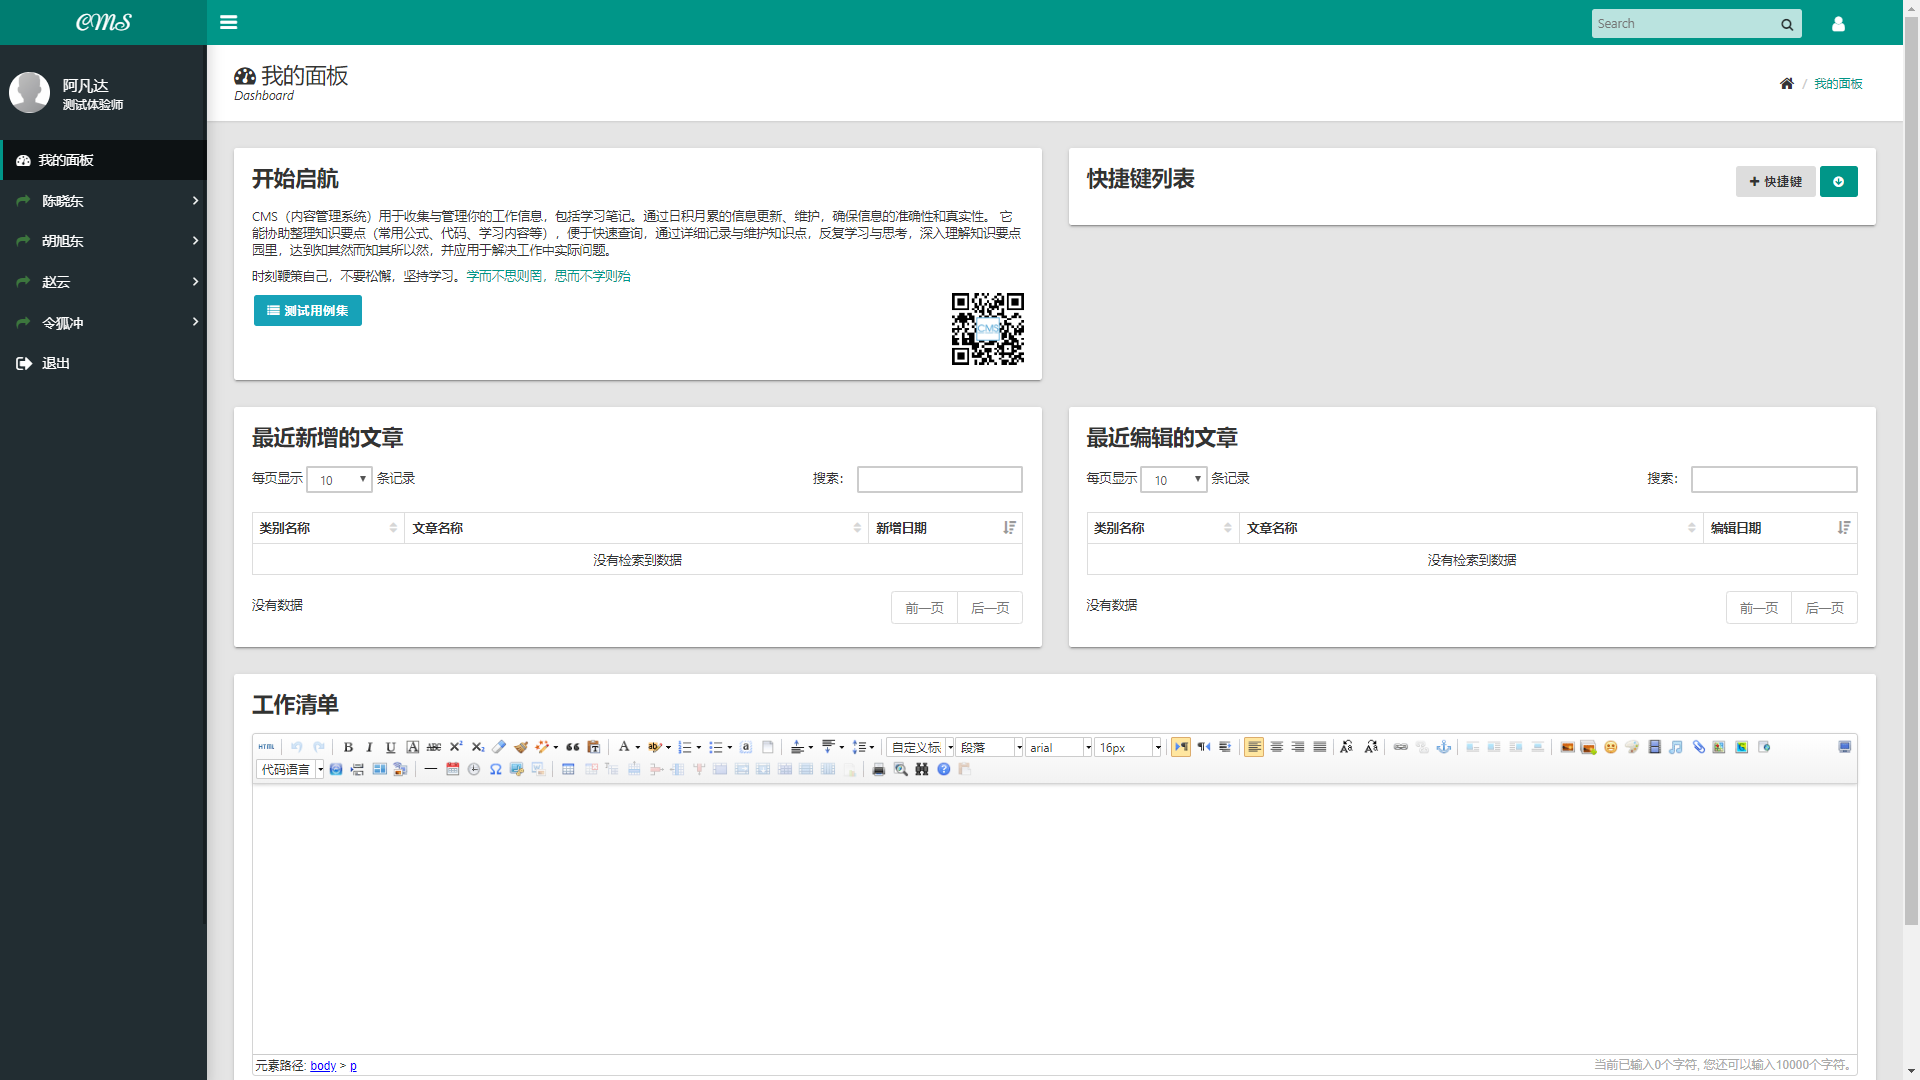 CMS
Search
阿凡达
测试体验师
我的面板
陈晓东
胡旭东
赵云
令狐冲
退出
我的面板
Dashboard
/ 我的面板
开始启航
CMS（内容管理系统）用于收集与管理你的工作信息，包括学习笔记。通过日积月累的信息更新、维护，确保信息的准确性和真实性。 它
能协助整理知识要点（常用公式、代码、学习内容等），便于快速查询，通过详细记录与维护知识点，反复学习与思考，深入理解知识要点
园里，达到知其然而知其所以然，并应用于解决工作中实际问题。
时刻鞭策自己，不要松懈，坚持学习。学而不思则罔，思而不学则殆
测试用例集
CMS
快捷键列表
快捷键
最近新增的文章
每页显示 10 条记录
搜索：
类别名称 文章名称 新增日期
没有检索到数据
没有数据
前一页 后一页
最近编辑的文章
每页显示 10 条记录
搜索：
类别名称 文章名称 编辑日期
没有检索到数据
没有数据
前一页 后一页
工作清单
HTML B I U A ABC X² X₂ A ab a 自定义标 段落 arial 16px
代码语言 Ω
元素路径: body > p
当前已输入0个字符, 您还可以输入10000个字符。